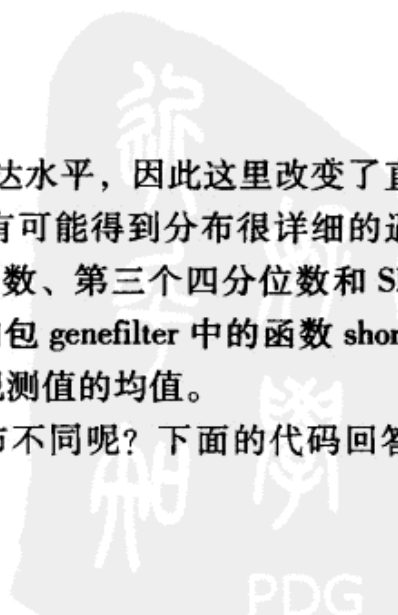 达水平，因此这里改变了
有可能得到分布很详细的
数、第三个四分位数和 S
包 genefilter 中的函数 shor
测值的均值。
不同呢？下面的代码回
PDG